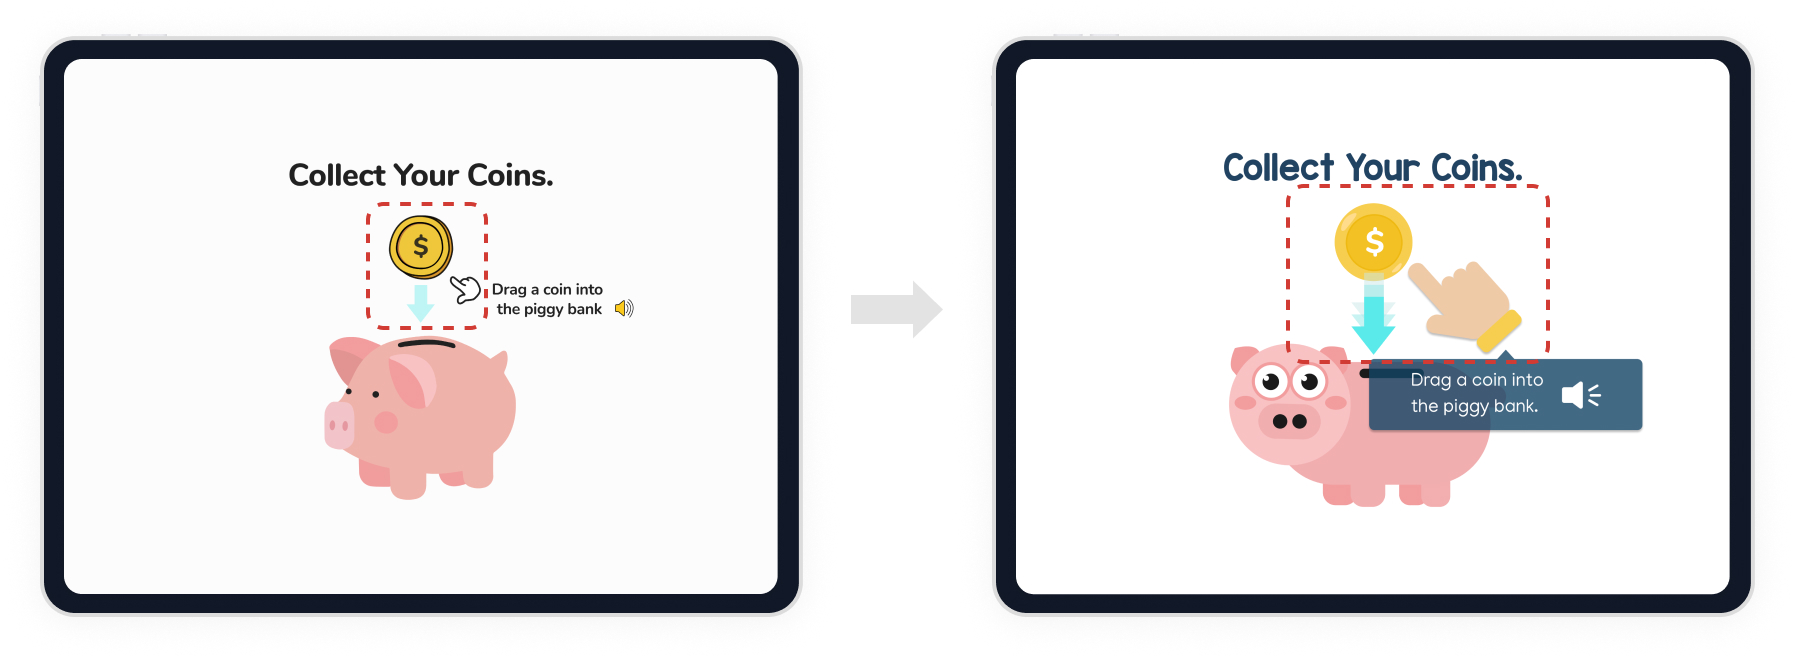 Collect Your Coins.
$
Drag a coin into
the piggy bank
Collect Your Coins.
$
Drag a coin into
the piggy bank.